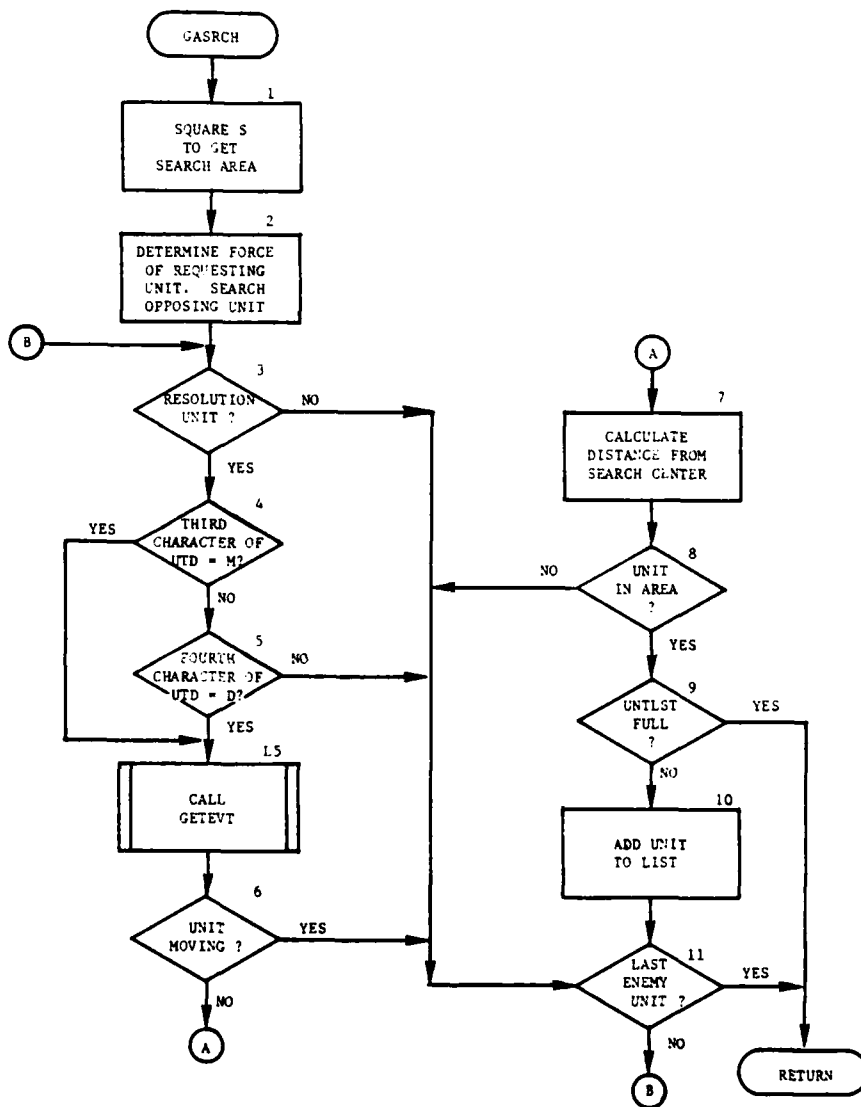 GASRCH
1
SQUARE S
TO GET
SEARCH AREA
2
DETERMINE FORCE
OF REQUESTING
UNIT. SEARCH
OPPOSING UNIT
B
3
RESOLUTION
UNIT ?
NO
YES
4
THIRD
CHARACTER OF
UTD = M?
YES
NO
5
FOURTH
CHARACTER OF
UTD = D?
NO
YES
L5
CALL
GETEVT
6
UNIT
MOVING ?
YES
NO
A
A
7
CALCULATE
DISTANCE FROM
SEARCH CENTER
8
UNIT
IN AREA
?
NO
YES
9
UNTLST
FULL
?
YES
NO
10
ADD UNIT
TO LIST
11
LAST
ENEMY
UNIT ?
YES
NO
B
RETURN